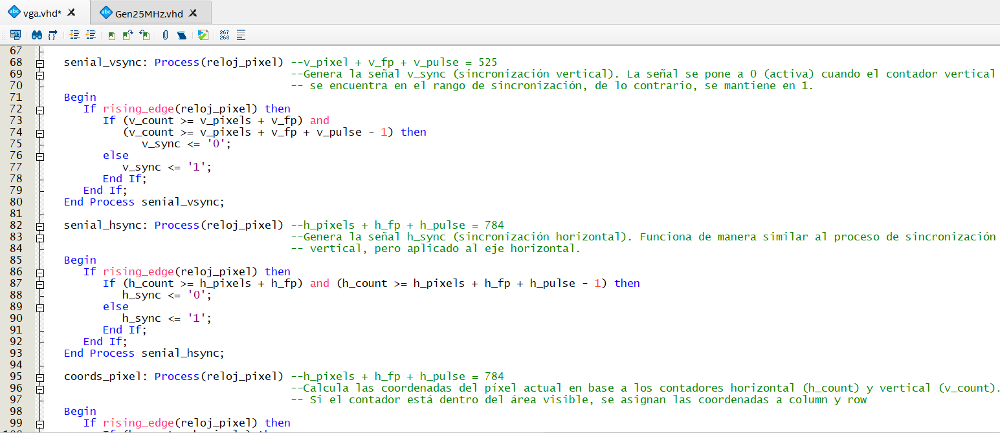 vga.vhd*
Gen25MHz.vhd
267
268
67
68 senial_vsync: Process(reloj_pixel) --v_pixel + v_fp + v_pulse = 525
69 --Genera la señal v_sync (sincronización vertical). La señal se pone a 0 (activa) cuando el contador vertical
70 -- se encuentra en el rango de sincronización, de lo contrario, se mantiene en 1.
71 Begin
72 If rising_edge(reloj_pixel) then
73 If (v_count >= v_pixels + v_fp) and
74 (v_count >= v_pixels + v_fp + v_pulse - 1) then
75 v_sync <= '0';
76 else
77 v_sync <= '1';
78 End If;
79 End If;
80 End Process senial_vsync;
81
82 senial_hsync: Process(reloj_pixel) --h_pixels + h_fp + h_pulse = 784
83 --Genera la señal h_sync (sincronización horizontal). Funciona de manera similar al proceso de sincronización
84 -- vertical, pero aplicado al eje horizontal.
85 Begin
86 If rising_edge(reloj_pixel) then
87 If (h_count >= h_pixels + h_fp) and (h_count >= h_pixels + h_fp + h_pulse - 1) then
88 h_sync <= '0';
89 else
90 h_sync <= '1';
91 End If;
92 End If;
93 End Process senial_hsync;
94
95 coords_pixel: Process(reloj_pixel) --h_pixels + h_fp + h_pulse = 784
96 --Calcula las coordenadas del píxel actual en base a los contadores horizontal (h_count) y vertical (v_count).
97 -- Si el contador está dentro del área visible, se asignan las coordenadas a column y row
98 Begin
99 If rising_edge(reloj_pixel) then